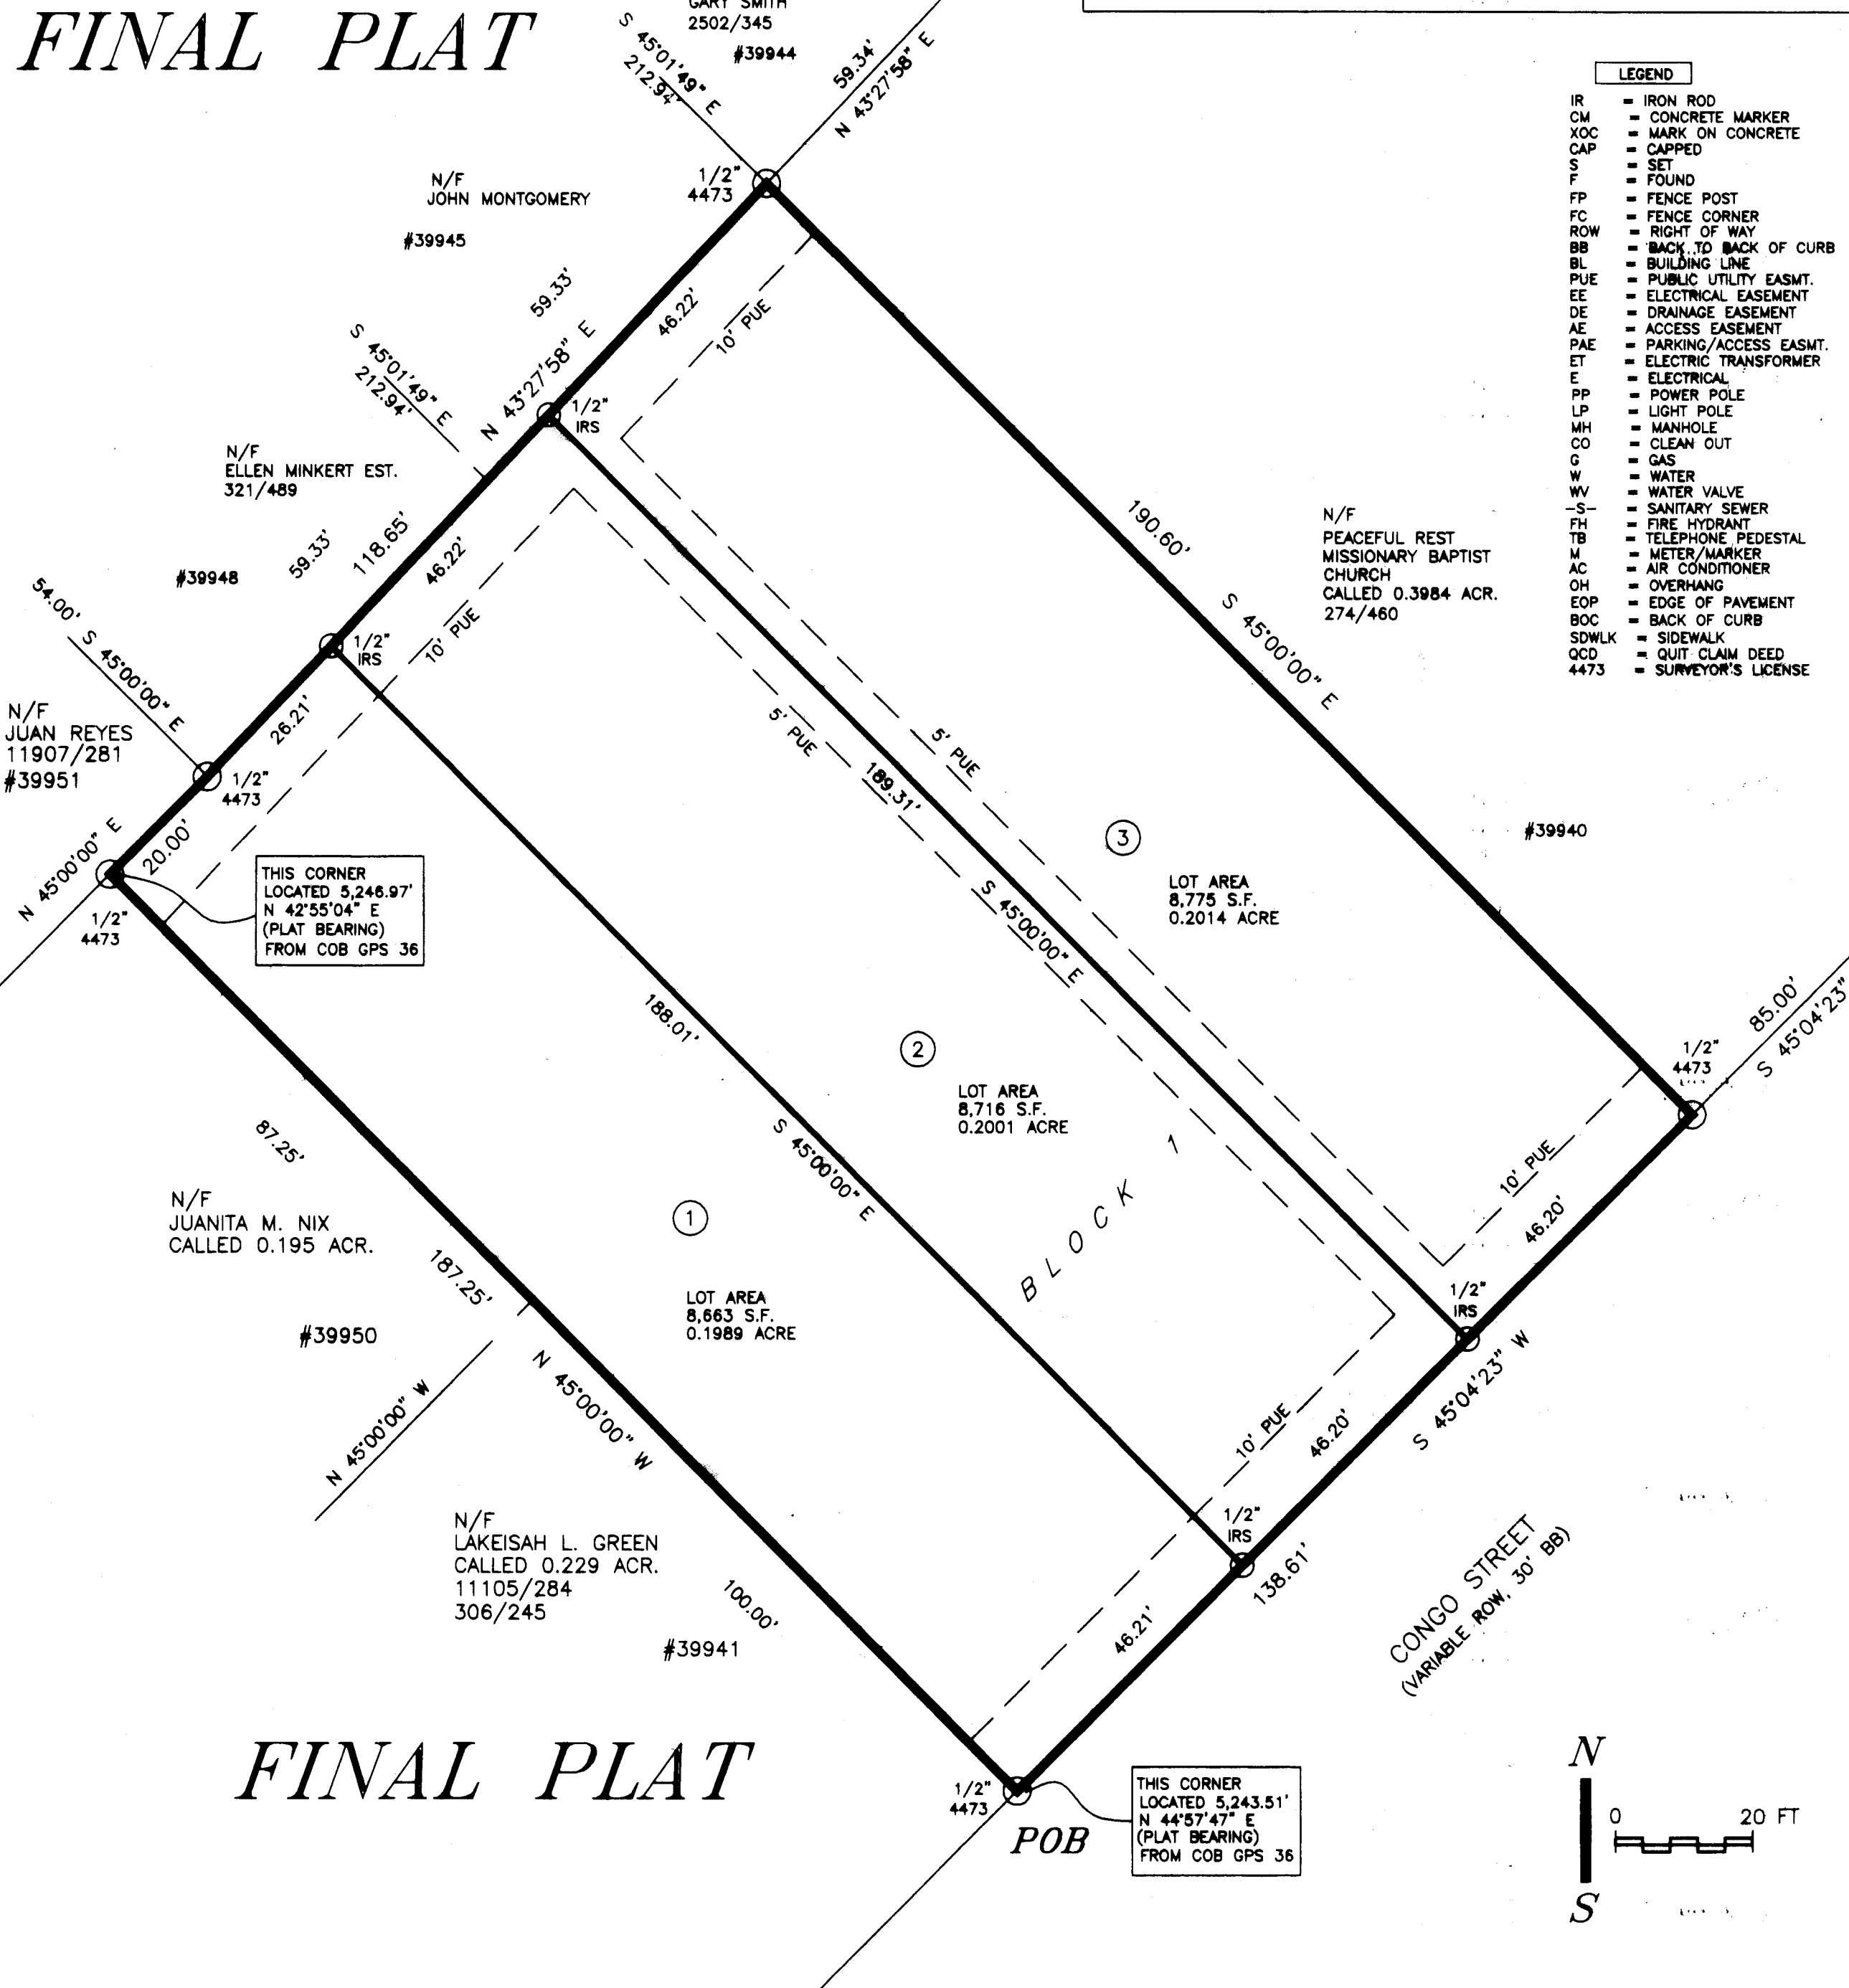 FINAL PLAT
GARY SMITH
2502/345
#39944
S 45°01'49" E
212.94'
59.34'
N 43°27'58" E
LEGEND
IR = IRON ROD
CM = CONCRETE MARKER
XOC = MARK ON CONCRETE
CAP = CAPPED
S = SET
F = FOUND
FP = FENCE POST
FC = FENCE CORNER
ROW = RIGHT OF WAY
BB = BACK TO BACK OF CURB
BL = BUILDING LINE
PUE = PUBLIC UTILITY EASMT.
EE = ELECTRICAL EASEMENT
DE = DRAINAGE EASEMENT
AE = ACCESS EASEMENT
PAE = PARKING/ACCESS EASMT.
ET = ELECTRIC TRANSFORMER
E = ELECTRICAL
PP = POWER POLE
LP = LIGHT POLE
MH = MANHOLE
CO = CLEAN OUT
G = GAS
W = WATER
WV = WATER VALVE
-S- = SANITARY SEWER
FH = FIRE HYDRANT
TB = TELEPHONE PEDESTAL
M = METER/MARKER
AC = AIR CONDITIONER
OH = OVERHANG
EOP = EDGE OF PAVEMENT
BOC = BACK OF CURB
SDWLK = SIDEWALK
QCD = QUIT CLAIM DEED
4473 = SURVEYOR'S LICENSE
N/F
JOHN MONTGOMERY
#39945
1/2"
4473
59.33'
N 43°27'58" E
46.22'
10' PUE
S 45°01'49" E
212.94'
1/2"
IRS
N/F
ELLEN MINKERT EST.
321/489
#39948
59.33'
118.65'
46.22'
10' PUE
1/2"
IRS
54.00'
S 45°00'00" E
N/F
JUAN REYES
11907/281
#39951
26.21'
1/2"
4473
N 45°00'00" E
20.00'
1/2"
4473
THIS CORNER
LOCATED 5,246.97'
N 42°55'04" E
(PLAT BEARING)
FROM COB GPS 36
190.60'
S 45°00'00" E
N/F
PEACEFUL REST
MISSIONARY BAPTIST
CHURCH
CALLED 0.3984 ACR.
274/460
#39940
5' PUE
5' PUE
189.31'
S 45°00'00" E
3
LOT AREA
8,775 S.F.
0.2014 ACRE
188.01'
S 45°00'00" E
2
LOT AREA
8,716 S.F.
0.2001 ACRE
BLOCK 1
1
LOT AREA
8,663 S.F.
0.1989 ACRE
85.00'
S 45°04'23"
1/2"
4473
10' PUE
46.20'
1/2"
IRS
S 45°04'23" W
46.20'
10' PUE
1/2"
IRS
138.61'
46.21'
87.25'
N/F
JUANITA M. NIX
CALLED 0.195 ACR.
187.25'
#39950
N 45°00'00" W
N 45°00'00" W
N/F
LAKEISAH L. GREEN
CALLED 0.229 ACR.
11105/284
306/245
100.00'
#39941
CONGO STREET
(VARIABLE ROW, 30' BB)
FINAL PLAT
1/2"
4473
POB
THIS CORNER
LOCATED 5,243.51'
N 44°57'47" E
(PLAT BEARING)
FROM COB GPS 36
N
0 20 FT
S